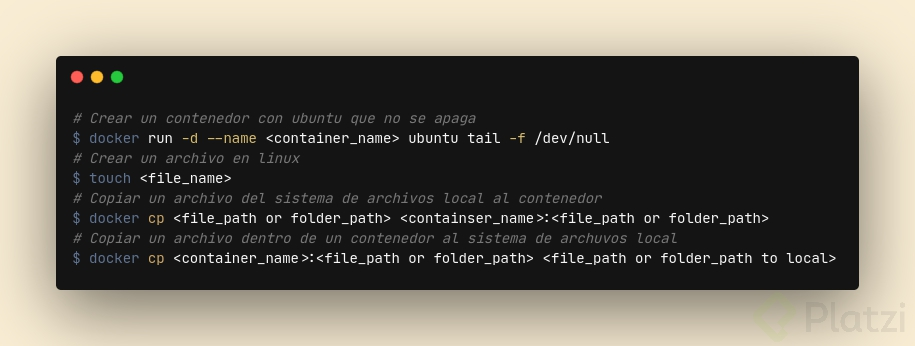 # Crear un contenedor con ubuntu que no se apaga
$ docker run -d --name <container_name> ubuntu tail -f /dev/null
# Crear un archivo en linux
$ touch <file_name>
# Copiar un archivo del sistema de archivos local al contenedor
$ docker cp <file_path or folder_path> <containser_name>:<file_path or folder_path>
# Copiar un archivo dentro de un contenedor al sistema de archuvos local
$ docker cp <container_name>:<file_path or folder_path> <file_path or folder_path to local>
Platzi